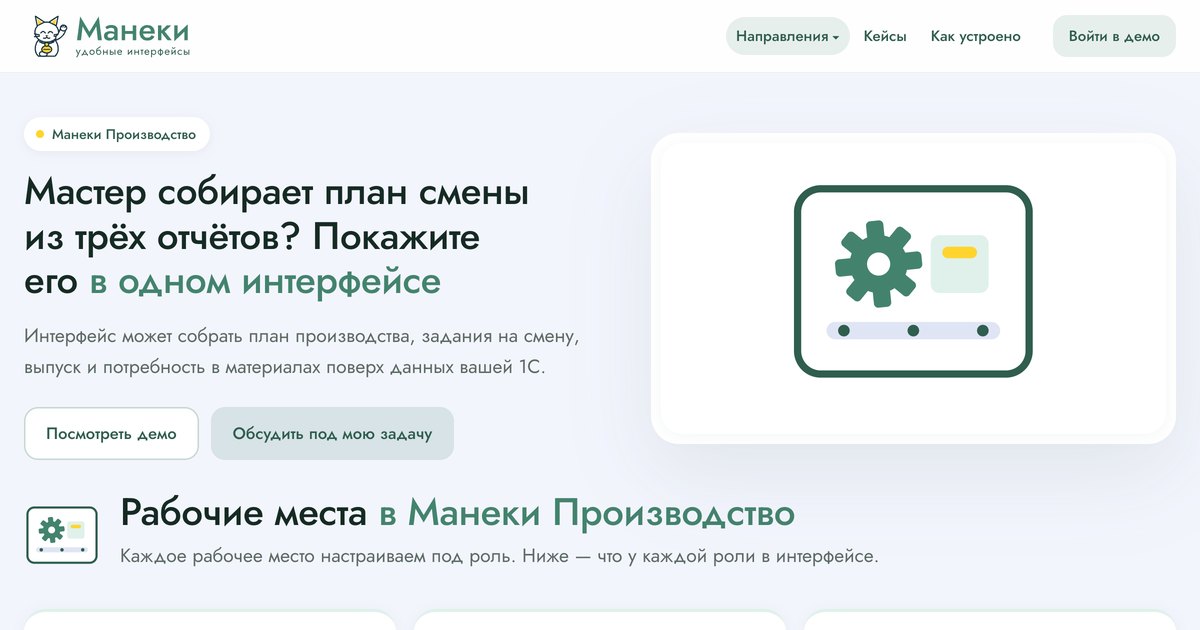 Манеки
удобные интерфейсы
Направления
Кейсы
Как устроено
Войти в демо
Манеки Производство
Мастер собирает план смены
из трёх отчётов? Покажите
его в одном интерфейсе
Интерфейс может собрать план производства, задания на смену,
выпуск и потребность в материалах поверх данных вашей 1С.
Посмотреть демо
Обсудить под мою задачу
Рабочие места в Манеки Производство
Каждое рабочее место настраиваем под роль. Ниже — что у каждой роли в интерфейсе.